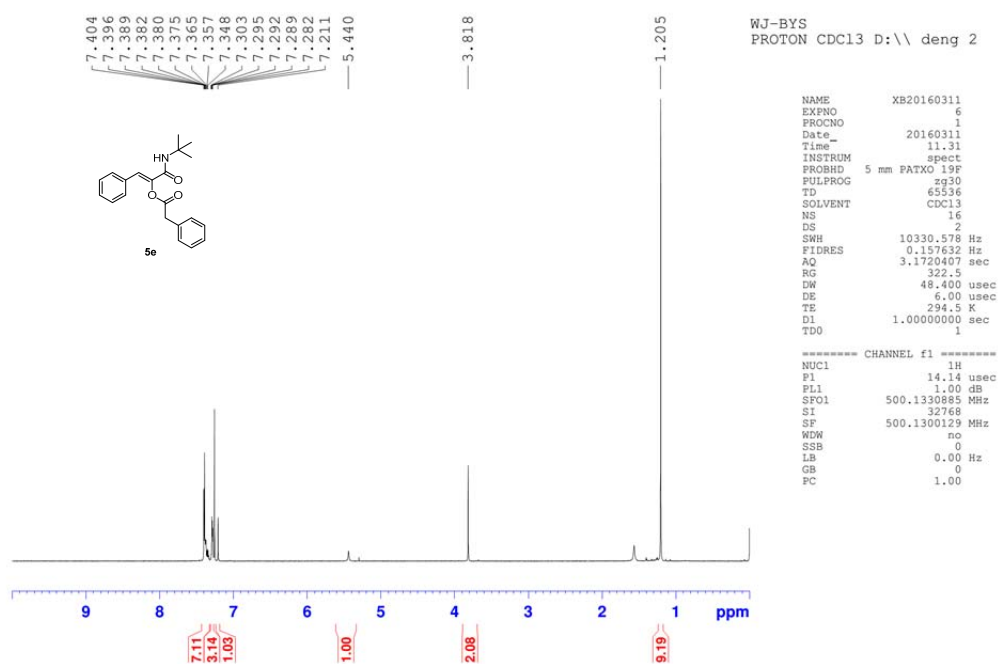 7.404
7.396
7.389
7.382
7.380
7.375
7.365
7.357
7.348
7.303
7.295
7.292
7.289
7.282
7.211
5.440
3.818
1.205
WJ-BYS
PROTON CDCl3 D:\\ deng 2
NAME XB20160311
EXPNO 6
PROCNO 1
Date_ 20160311
Time 11.31
INSTRUM spect
PROBHD 5 mm PATXO 19F
PULPROG zg30
TD 65536
SOLVENT CDCl3
NS 16
DS 2
SWH 10330.578 Hz
FIDRES 0.157632 Hz
AQ 3.1720407 sec
RG 322.5
DW 48.400 usec
DE 6.00 usec
TE 294.5 K
D1 1.00000000 sec
TD0 1
======== CHANNEL f1 ========
NUC1 1H
P1 14.14 usec
PL1 1.00 dB
SFO1 500.1330885 MHz
SI 32768
SF 500.1300129 MHz
WDW no
SSB 0
LB 0.00 Hz
GB 0
PC 1.00
HN
O
O
O
5e
9 8 7 6 5 4 3 2 1 ppm
7.11
3.14
1.03
1.00
2.08
9.19